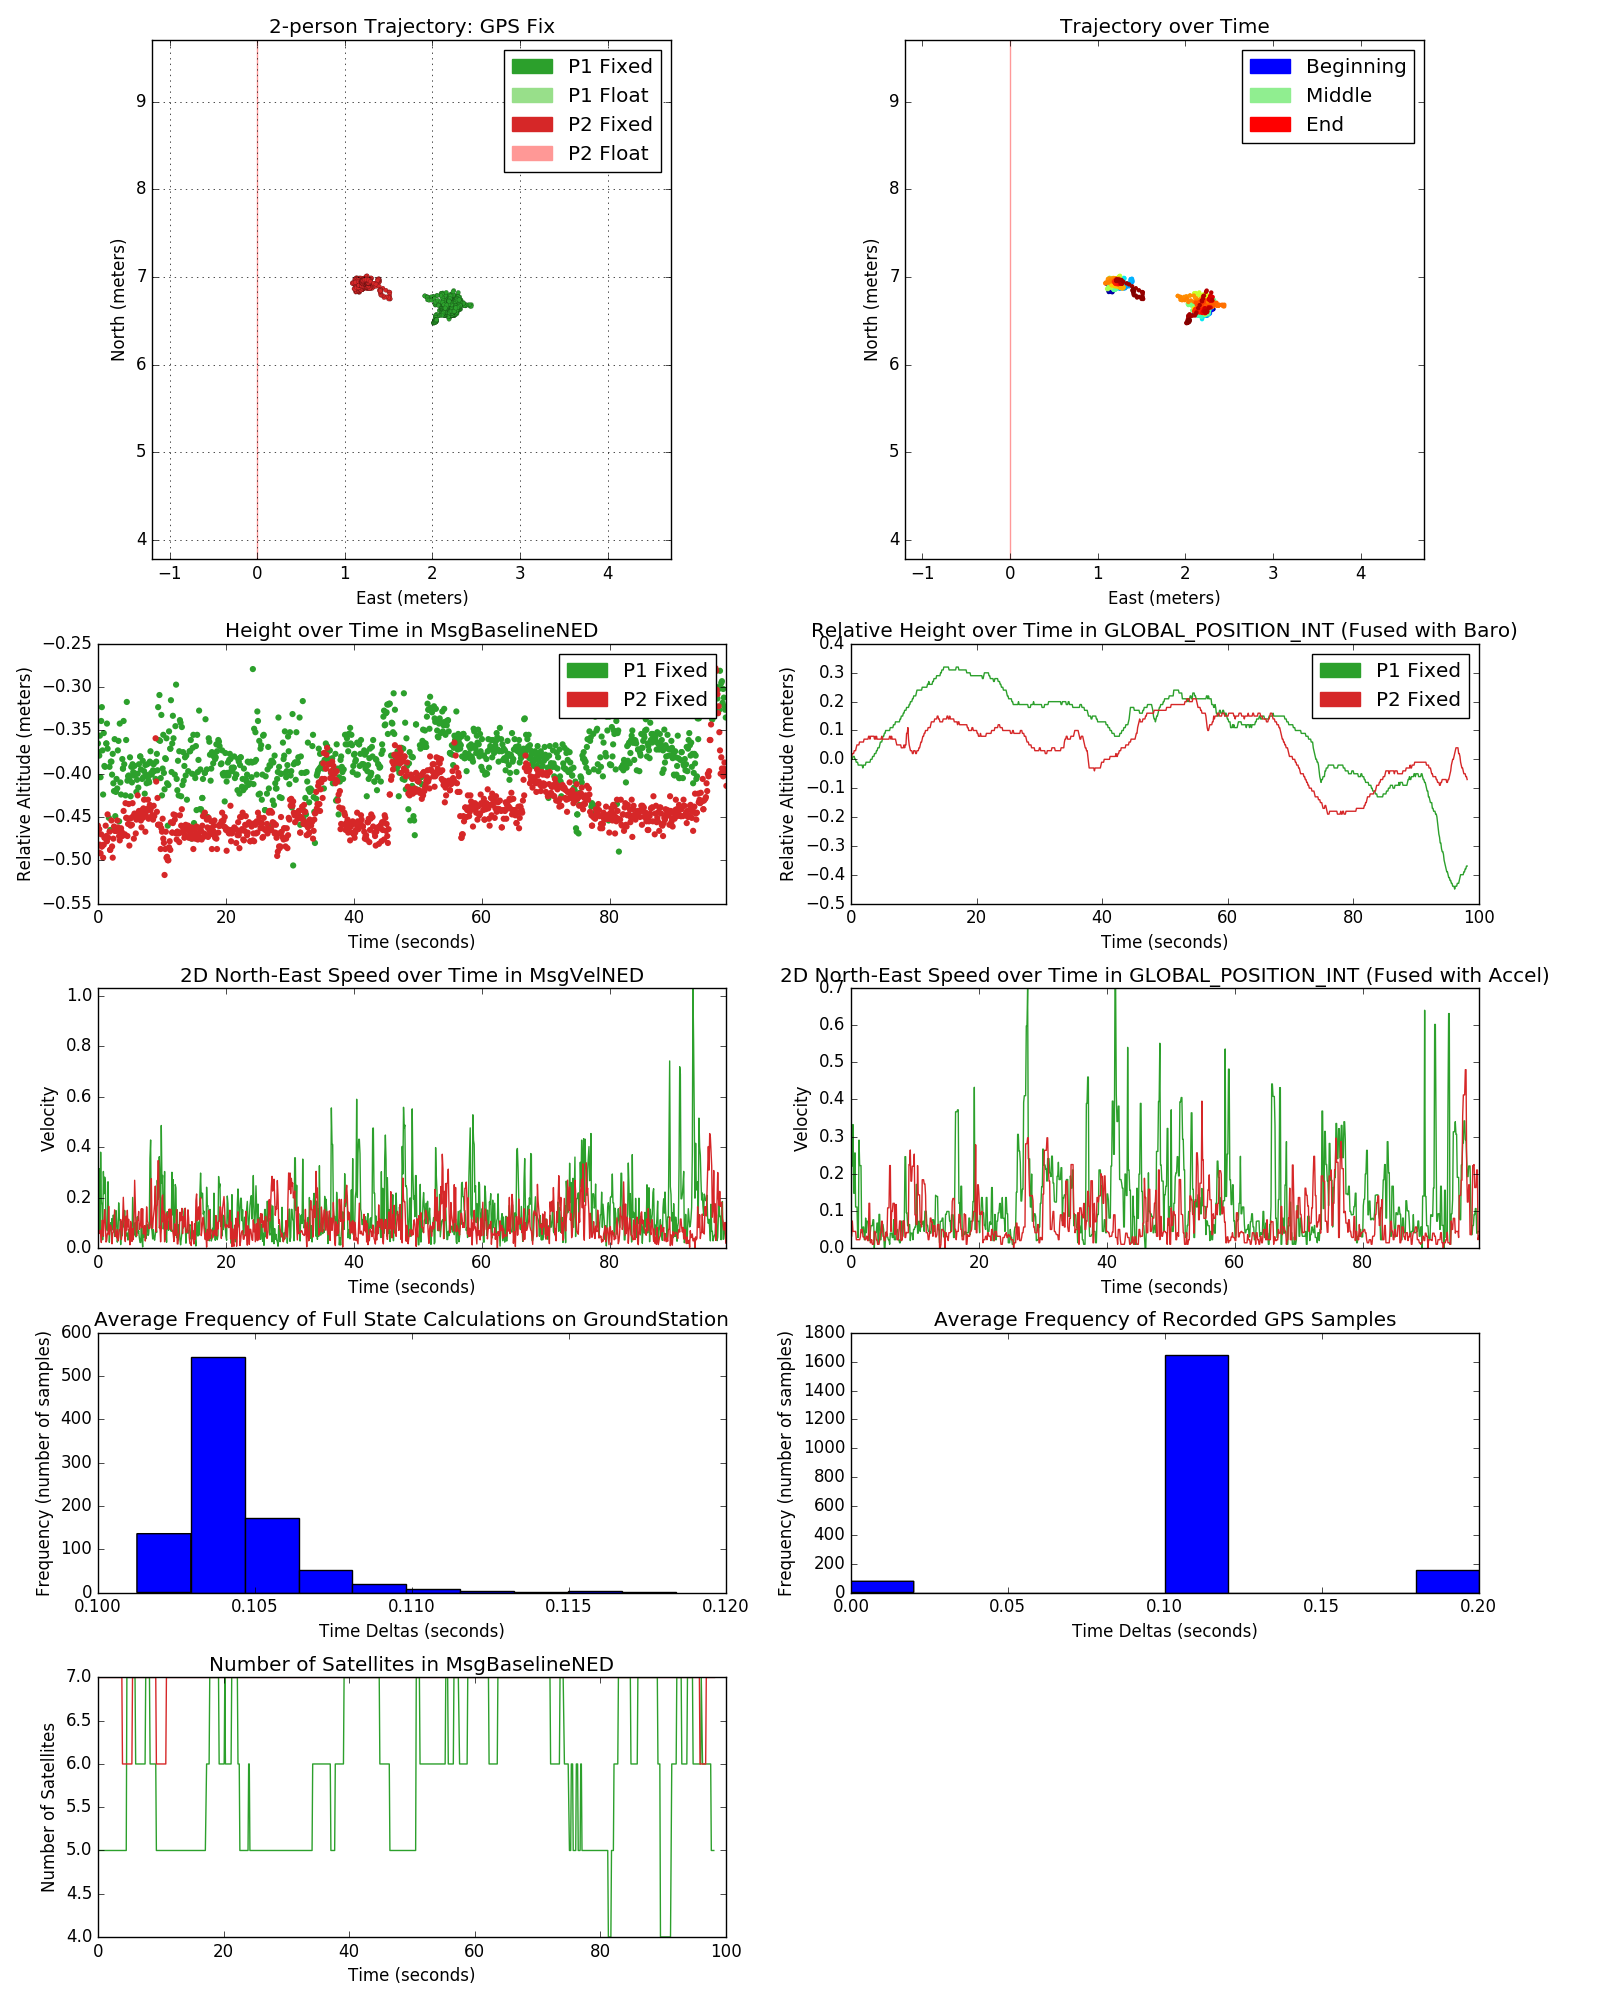 2-person Trajectory: GPS Fix
P1 Fixed
P1 Float
P2 Fixed
P2 Float
9
8
7
6
5
4
−1 0 1 2 3 4
North (meters)
East (meters)
Trajectory over Time
Beginning
Middle
End
9
8
7
6
5
4
−1 0 1 2 3 4
North (meters)
East (meters)
Height over Time in MsgBaselineNED
P1 Fixed
P2 Fixed
−0.25
−0.30
−0.35
−0.40
−0.45
−0.50
−0.55
0 20 40 60 80
Relative Altitude (meters)
Time (seconds)
Relative Height over Time in GLOBAL_POSITION_INT (Fused with Baro)
P1 Fixed
P2 Fixed
0.4
0.3
0.2
0.1
0.0
−0.1
−0.2
−0.3
−0.4
−0.5
0 20 40 60 80 100
Relative Altitude (meters)
Time (seconds)
2D North-East Speed over Time in MsgVelNED
1.0
0.8
0.6
0.4
0.2
0.0
0 20 40 60 80
Velocity
Time (seconds)
2D North-East Speed over Time in GLOBAL_POSITION_INT (Fused with Accel)
0.7
0.6
0.5
0.4
0.3
0.2
0.1
0.0
0 20 40 60 80
Velocity
Time (seconds)
Average Frequency of Full State Calculations on GroundStation
600
500
400
300
200
100
0
0.100 0.105 0.110 0.115 0.120
Frequency (number of samples)
Time Deltas (seconds)
Average Frequency of Recorded GPS Samples
1800
1600
1400
1200
1000
800
600
400
200
0
0.00 0.05 0.10 0.15 0.20
Frequency (number of samples)
Time Deltas (seconds)
Number of Satellites in MsgBaselineNED
7.0
6.5
6.0
5.5
5.0
4.5
4.0
0 20 40 60 80 100
Number of Satellites
Time (seconds)